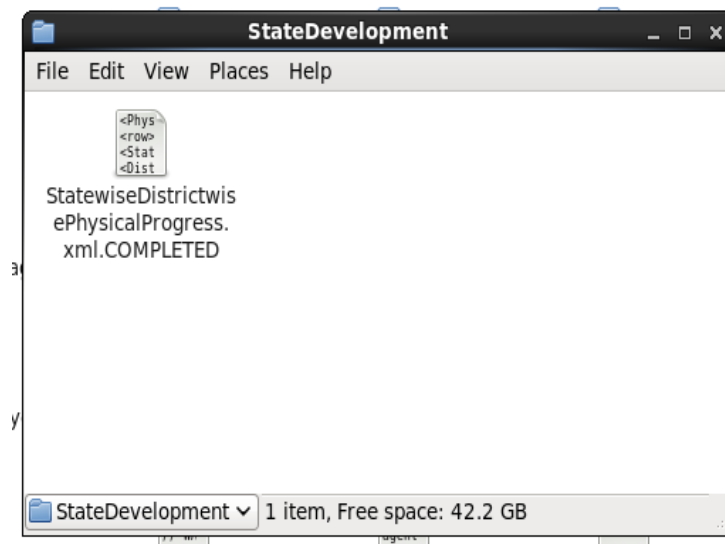 StateDevelopment
File Edit View Places Help
<Phys
<row>
<Stat
<Dist
StatewiseDistrictwis
ePhysicalProgress.
xml.COMPLETED
StateDevelopment
1 item, Free space: 42.2 GB
agent